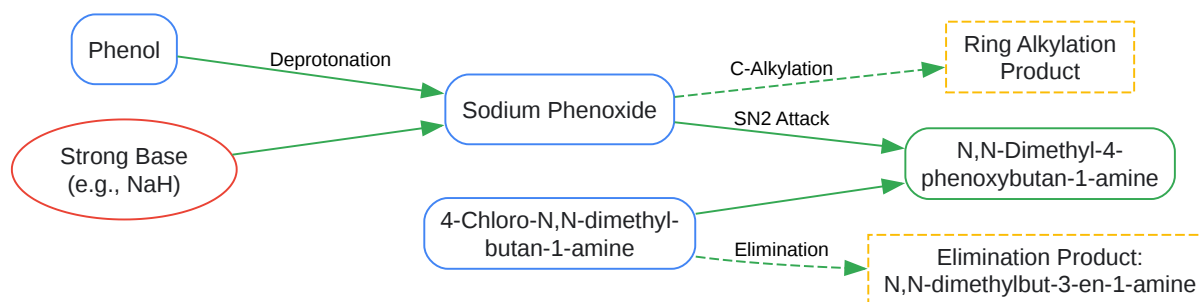 Phenol
Deprotonation
Strong Base
(e.g., NaH)
Sodium Phenoxide
C-Alkylation
Ring Alkylation
Product
SN2 Attack
N,N-Dimethyl-4-
phenoxybutan-1-amine
4-Chloro-N,N-dimethyl-
butan-1-amine
Elimination
Elimination Product:
N,N-dimethylbut-3-en-1-amine